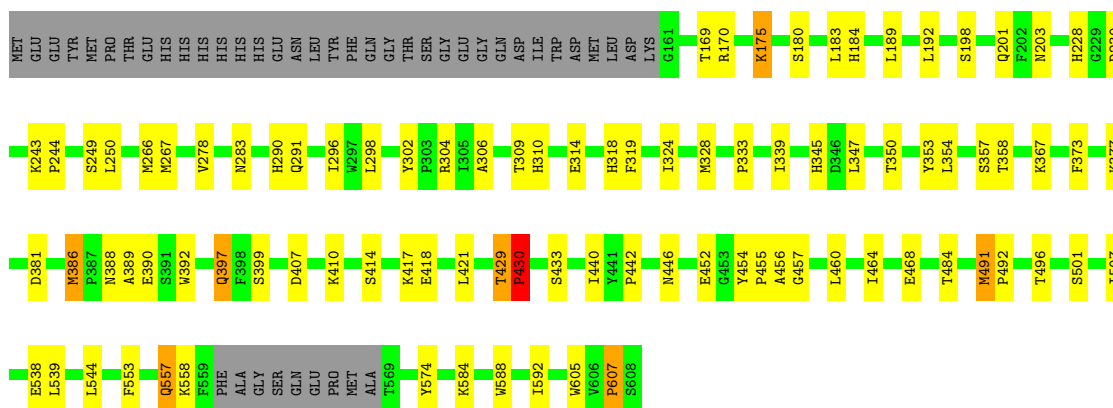 MET GLU GLU TYR MET PRO THR GLU HIS HIS HIS HIS HIS HIS GLU ASN LEU TYR PHE GLN GLY THR SER GLY GLU GLY GLN ASP ILE TRP ASP ASP MET LEU ASP LYS G161 T169 R170 K175 S180 L183 H184 L189 L192 S198 Q201 F202 N203 H228 G229
K243 P244 S249 L250 M266 M267 V278 N283 H290 Q291 I296 W297 L298 Y302 P303 R304 I305 A306 T309 H310 E314 H318 F319 I324 M328 P333 I339 H345 D346 L347 T350 Y353 L354 S357 T358 K367 F373
D381 M386 P387 N388 A389 E390 S391 W392 Q397 F398 S399 D407 K410 S414 K417 E418 L421 T429 P430 S433 I440 Y441 P442 N446 E452 G453 Y454 P455 A456 G457 L460 I464 E468 T484 M491 P492 T496 S501
E538 L539 L544 F553 Q557 K558 F559 PHE ALA GLY SER GLN GLU PRO MET ALA T569 Y574 K584 W588 I592 W605 V606 P607 S608